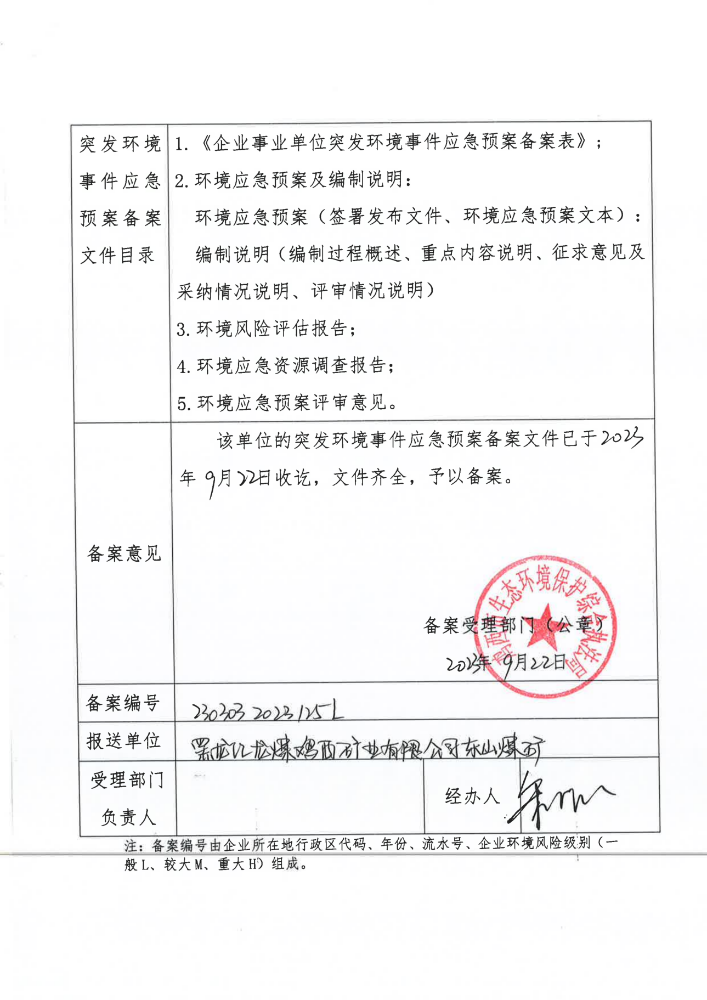 突发环境
事件应急
预案备案
文件目录
1.《企业事业单位突发环境事件应急预案备案表》;
2.环境应急预案及编制说明:
环境应急预案(签署发布文件、环境应急预案文本):
编制说明(编制过程概述、重点内容说明、征求意见及
采纳情况说明、评审情况说明)
3.环境风险评估报告;
4.环境应急资源调查报告;
5.环境应急预案评审意见。
备案意见
该单位的突发环境事件应急预案备案文件已于2023
年9月22日收讫,文件齐全,予以备案。
鸡西市生态环境保护综合执法局
备案受理部门(公章)
2023年9月22日
备案编号
230303 2023 125 L
报送单位
黑龙江龙煤鸡西矿业有限公司东山煤矿
受理部门
负责人
经办人
注:备案编号由企业所在地行政区代码、年份、流水号、企业环境风险级别(一
般L、较大M、重大H)组成。